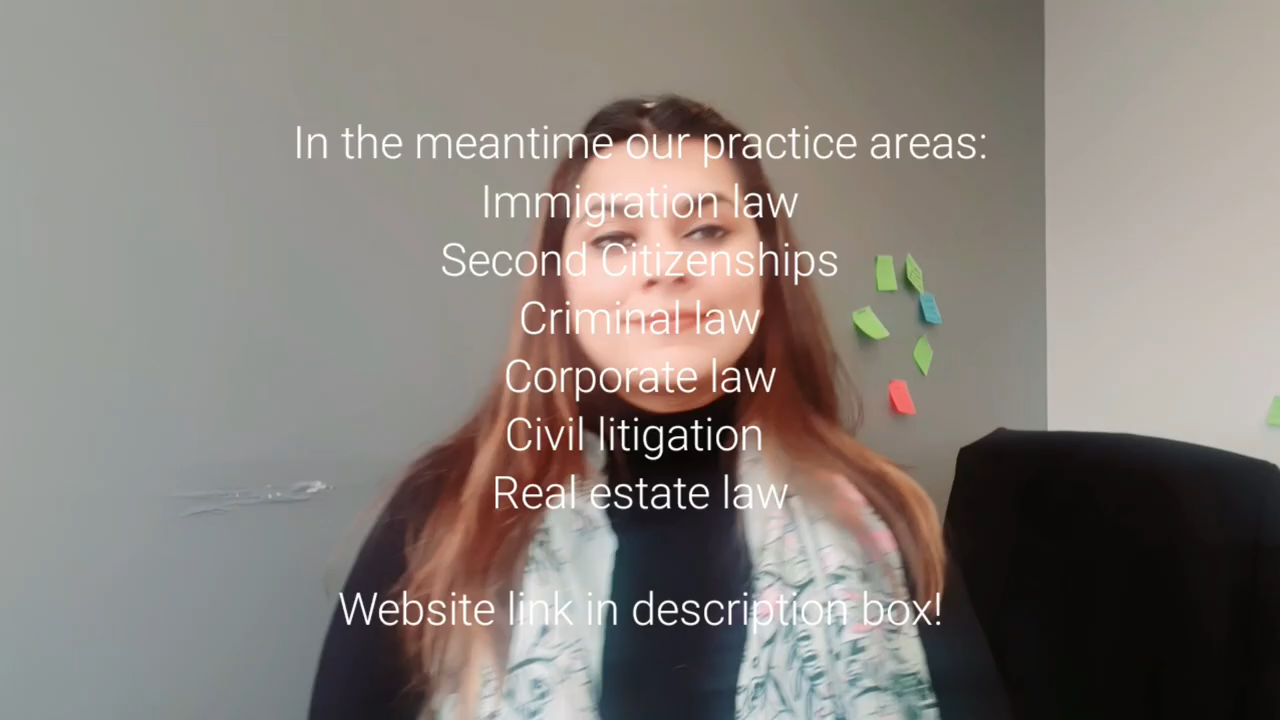 In the meantime our practice areas:
Immigration law
Second Citizenships
Criminal law
Corporate law
Civil litigation
Real estate law
Website link in description box!